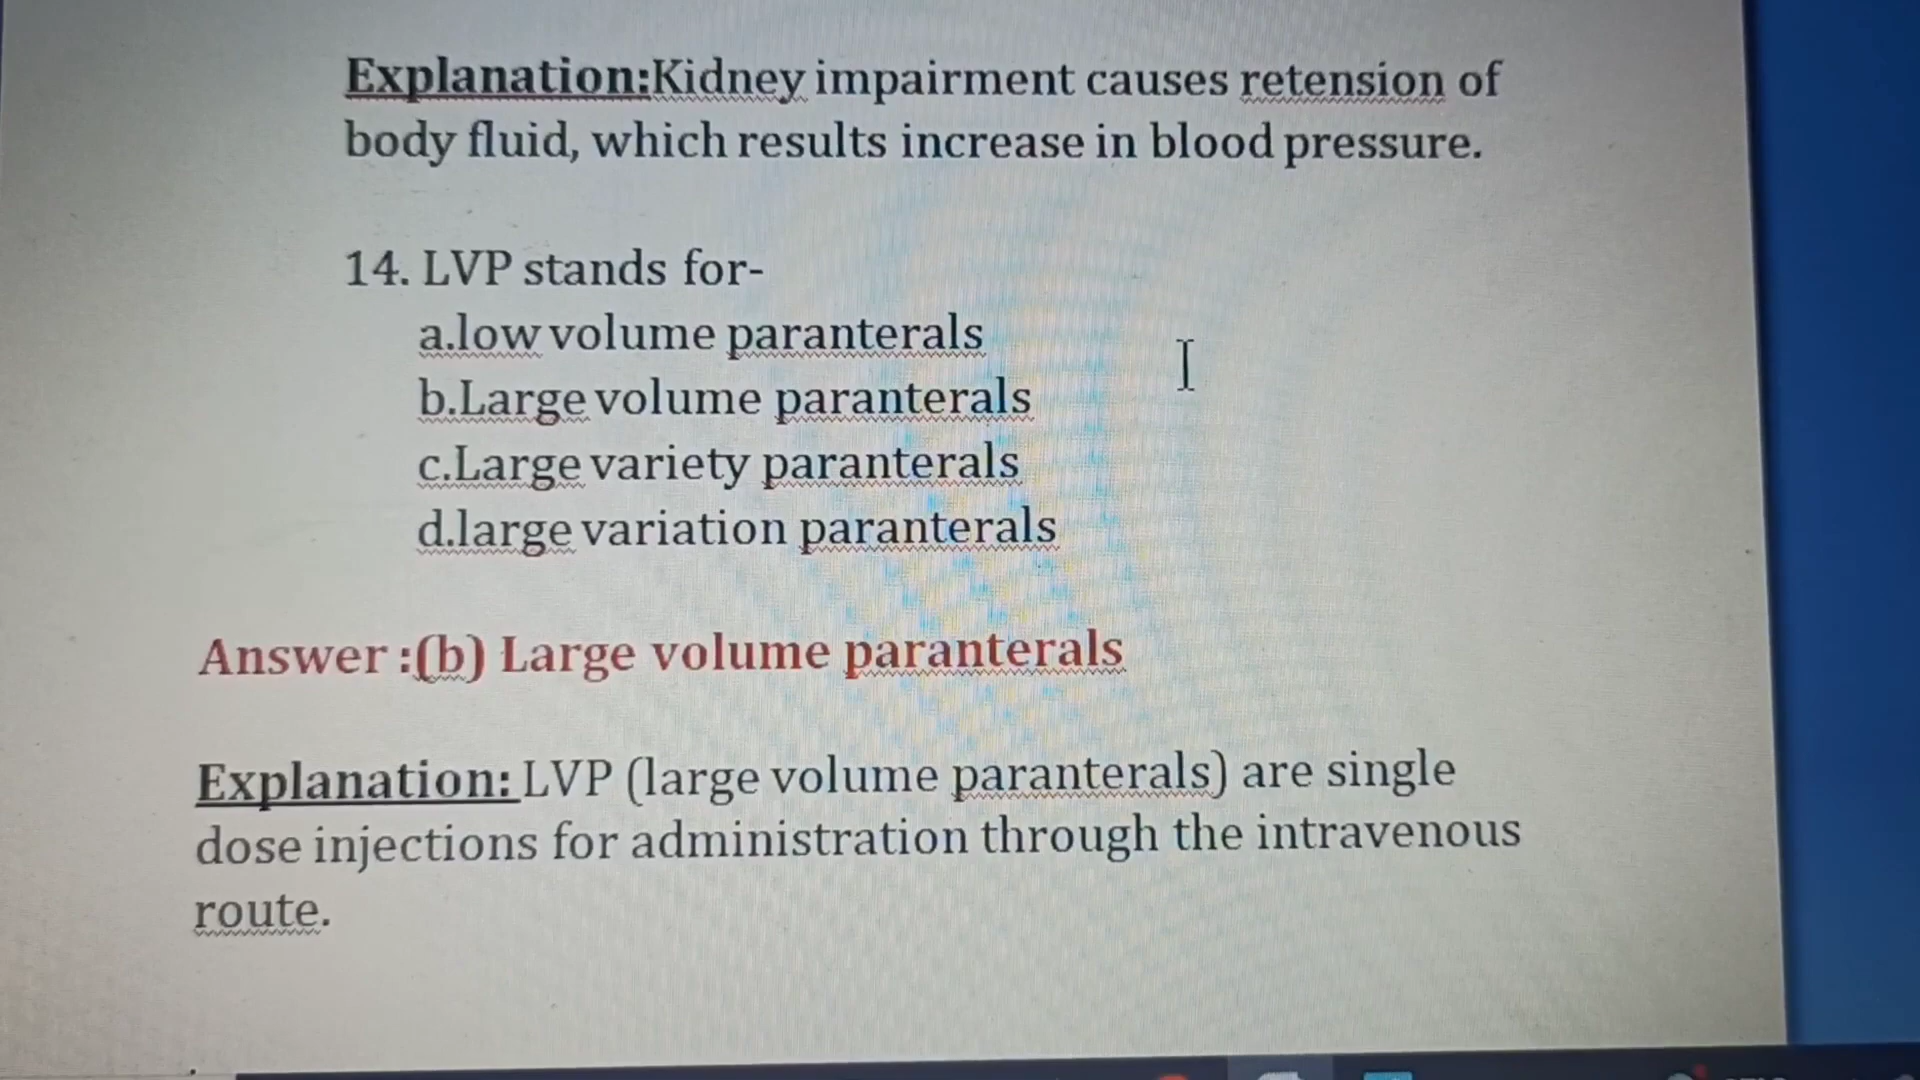 Explanation:Kidney impairment causes retension of
body fluid, which results increase in blood pressure.
14. LVP stands for-
a.low volume paranterals
b.Large volume paranterals
c.Large variety paranterals
d.large variation paranterals
Answer :(b) Large volume paranterals
Explanation: LVP (large volume paranterals) are single
dose injections for administration through the intravenous
route.